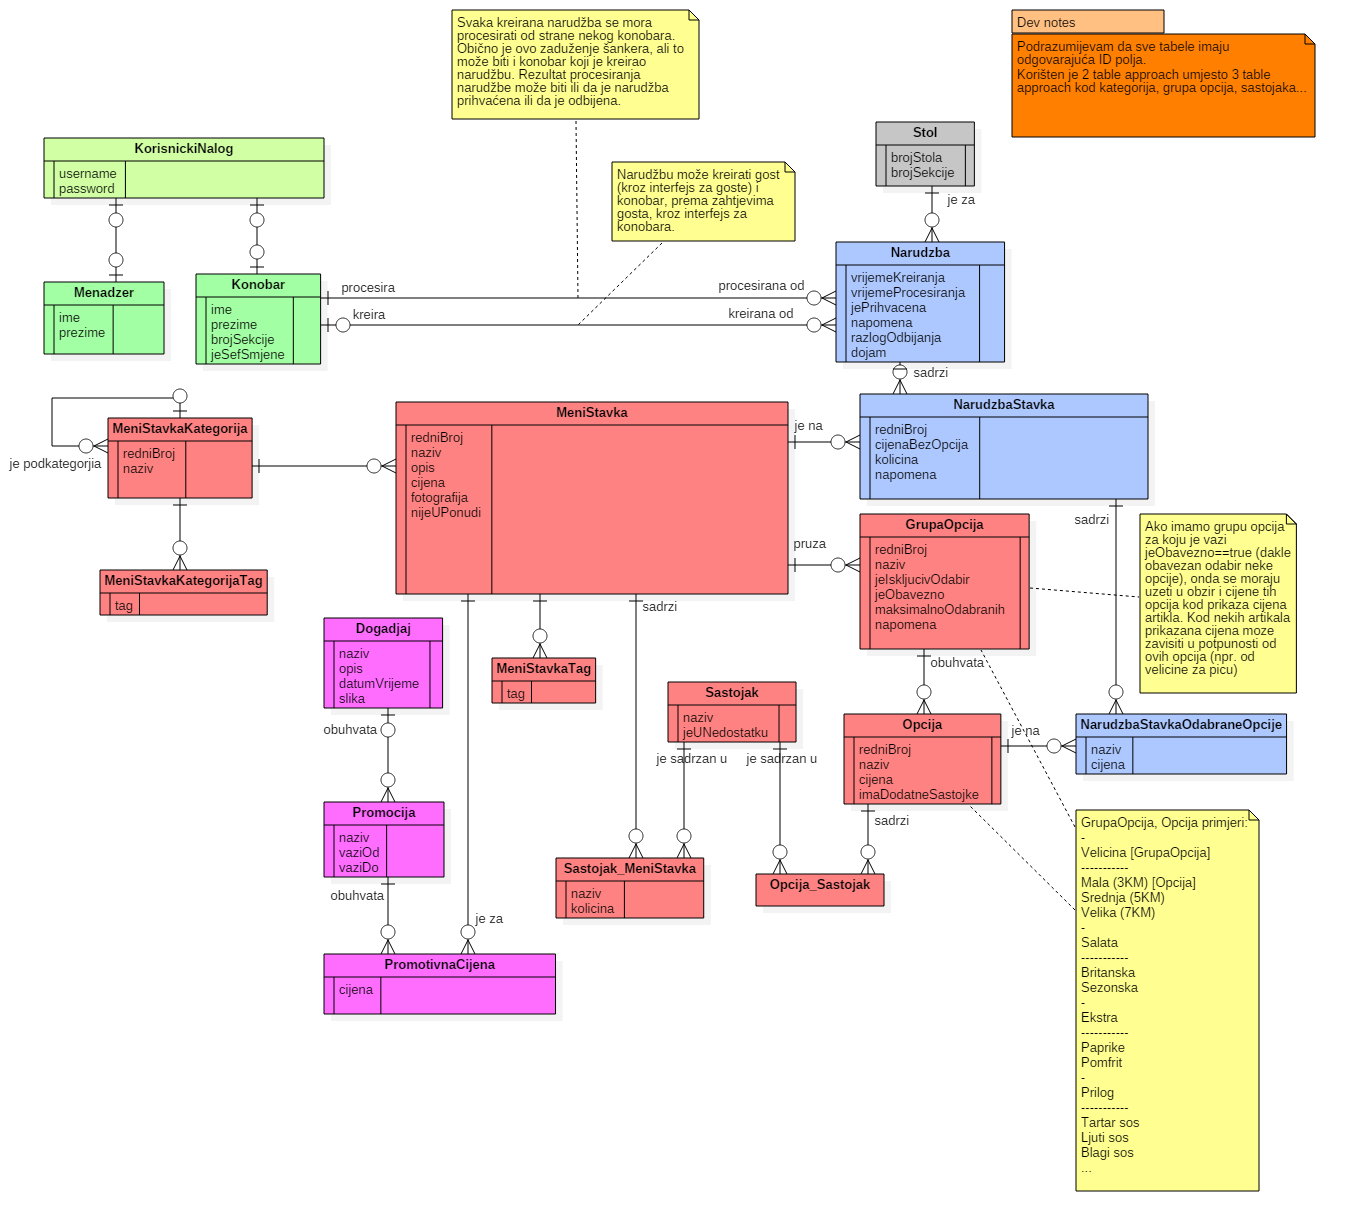 Svaka kreirana narudžba se mora
procesirati od strane nekog konobara.
Obično je ovo zaduženje šankera, ali to
može biti i konobar koji je kreirao
narudžbu. Rezultat procesiranja
narudžbe može biti ili da je narudžba
prihvaćena ili da je odbijena.
Dev notes
Podrazumijevam da sve tabele imaju
odgovarajuća ID polja.
Korišten je 2 table approach umjesto 3 table
approach kod kategorija, grupa opcija, sastojaka...
KorisnickiNalog
username
password
Narudžbu može kreirati gost
(kroz interfejs za goste) i
konobar, prema zahtjevima
gosta, kroz interfejs za
konobara.
Stol
brojStola
brojSekcije
je za
Menadzer
ime
prezime
Konobar
ime
prezime
brojSekcije
jeSefSmjene
procesira
procesirana od
kreira
kreirana od
Narudzba
vrijemeKreiranja
vrijemeProcesiranja
jePrihvacena
napomena
razlogOdbijanja
dojam
sadrzi
MeniStavkaKategorija
redniBroj
naziv
je podkategorjia
MeniStavkaKategorijaTag
tag
MeniStavka
redniBroj
naziv
opis
cijena
fotografija
nijeUPonudi
je na
NarudzbaStavka
redniBroj
cijenaBezOpcija
kolicina
napomena
sadrzi
pruza
GrupaOpcija
redniBroj
naziv
jeIskljucivOdabir
jeObavezno
maksimalnoOdabranih
napomena
obuhvata
Ako imamo grupu opcija
za koju je vazi
jeObavezno==true (dakle
obavezan odabir neke
opcije), onda se moraju
uzeti u obzir i cijene tih
opcija kod prikaza cijena
artikla. Kod nekih artikala
prikazana cijena moze
zavisiti u potpunosti od
ovih opcija (npr. od
velicine za picu)
Dogadjaj
naziv
opis
datumVrijeme
slika
obuhvata
MeniStavkaTag
tag
sadrzi
Sastojak
naziv
jeUNedostatku
je sadrzan u
je sadrzan u
Opcija
redniBroj
naziv
cijena
imaDodatneSastojke
je na
sadrzi
NarudzbaStavkaOdabraneOpcije
naziv
cijena
Promocija
naziv
vaziOd
vaziDo
obuhvata
je za
Sastojak_MeniStavka
naziv
kolicina
Opcija_Sastojak
PromotivnaCijena
cijena
GrupaOpcija, Opcija primjeri:
-
Velicina [GrupaOpcija]
-----------
Mala (3KM) [Opcija]
Srednja (5KM)
Velika (7KM)
-
Salata
-----------
Britanska
Sezonska
-
Ekstra
-----------
Paprike
Pomfrit
-
Prilog
-----------
Tartar sos
Ljuti sos
Blagi sos
...